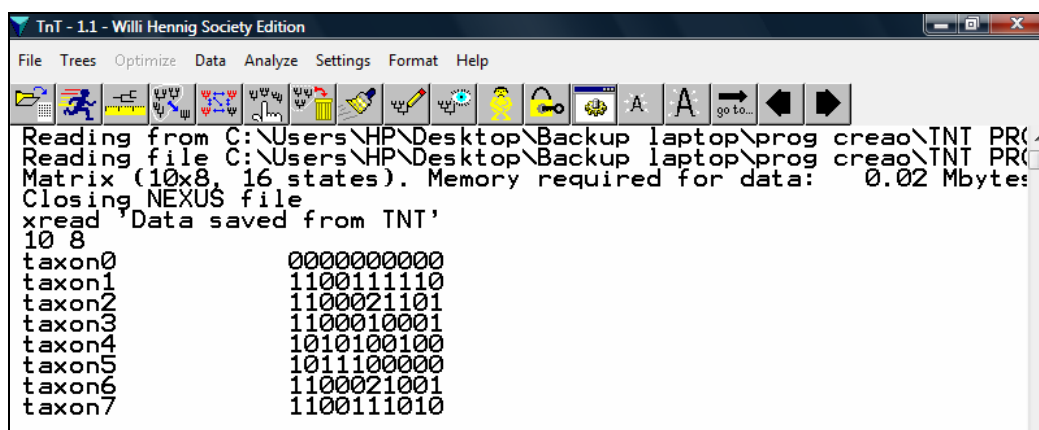 TnT - 1.1 - Willi Hennig Society Edition
File Trees Optimize Data Analyze Settings Format Help
A A go to...
Reading from C:\Users\HP\Desktop\Backup laptop\prog creao\TNT PR
Reading file C:\Users\HP\Desktop\Backup laptop\prog creao\TNT PR
Matrix (10x8, 16 states). Memory required for data: 0.02 Mbytes
Closing NEXUS file
xread 'Data saved from TNT'
10 8
taxon0 0000000000
taxon1 1100111110
taxon2 1100021101
taxon3 1100010001
taxon4 1010100100
taxon5 1011100000
taxon6 1100021001
taxon7 1100111010